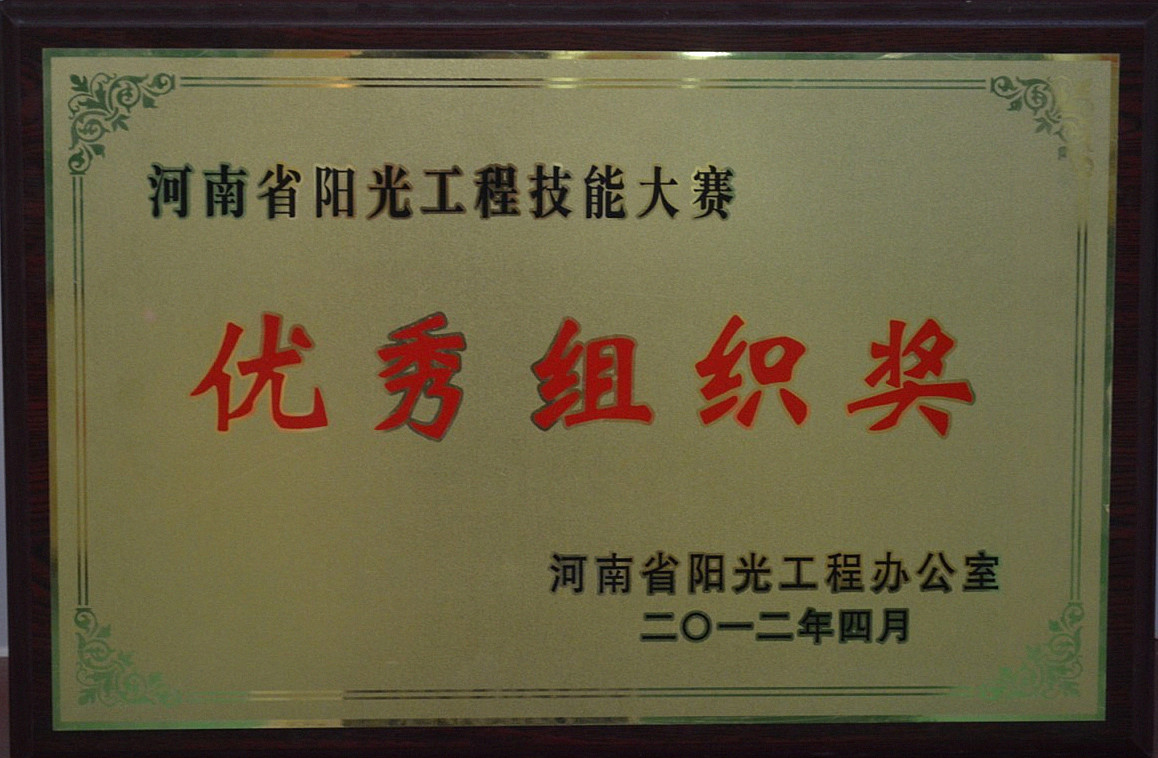 河南省阳光工程技能大赛
优秀组织奖
河南省阳光工程办公室
二〇一二年四月